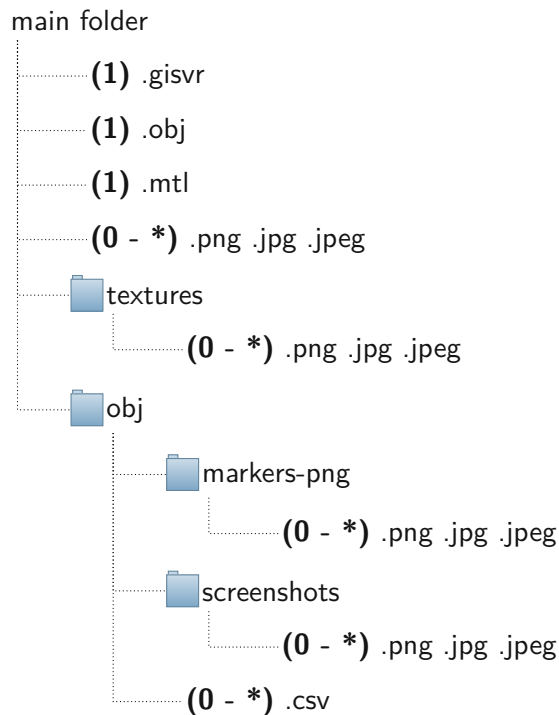 main folder
(1) .gisvr
(1) .obj
(1) .mtl
(0 - *) .png .jpg .jpeg
textures
(0 - *) .png .jpg .jpeg
obj
markers-png
(0 - *) .png .jpg .jpeg
screenshots
(0 - *) .png .jpg .jpeg
(0 - *) .csv